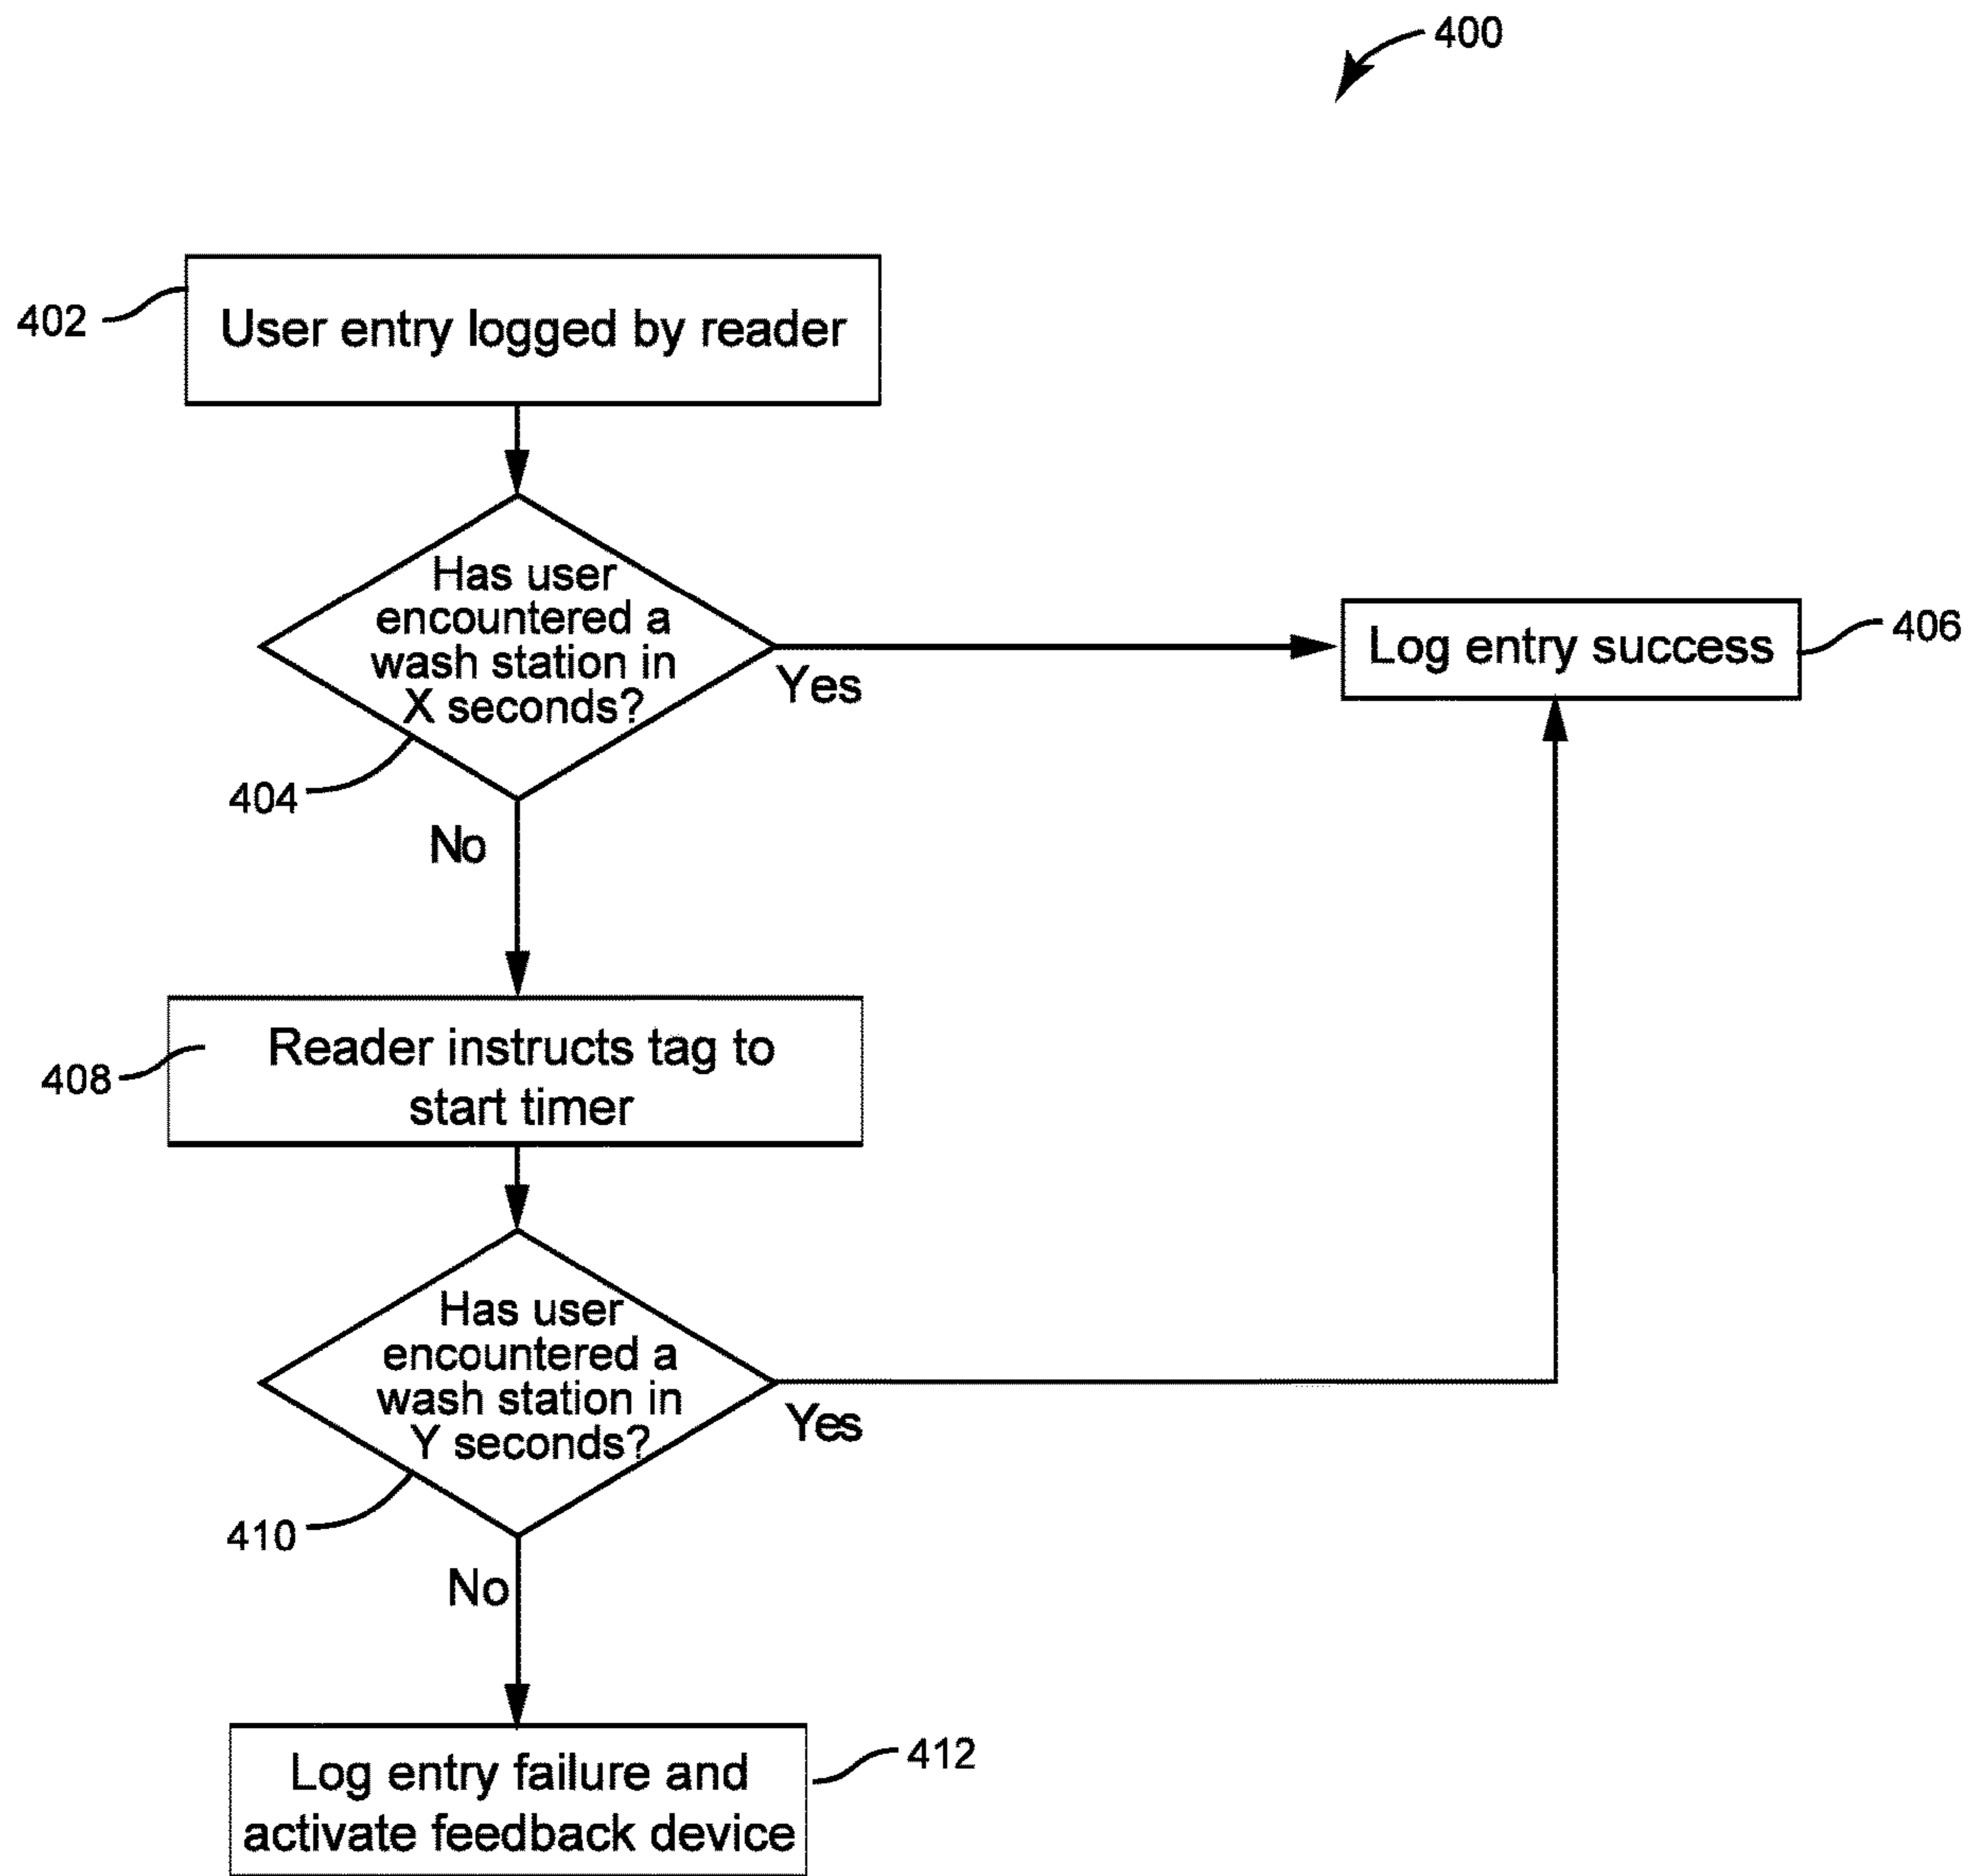 400
402
User entry logged by reader
Has user
encountered a
wash station in
X seconds?
Yes
404
No
Log entry success
406
408
Reader instructs tag to
start timer
Has user
encountered a
wash station in
Y seconds?
Yes
410
No
Log entry failure and
activate feedback device
412